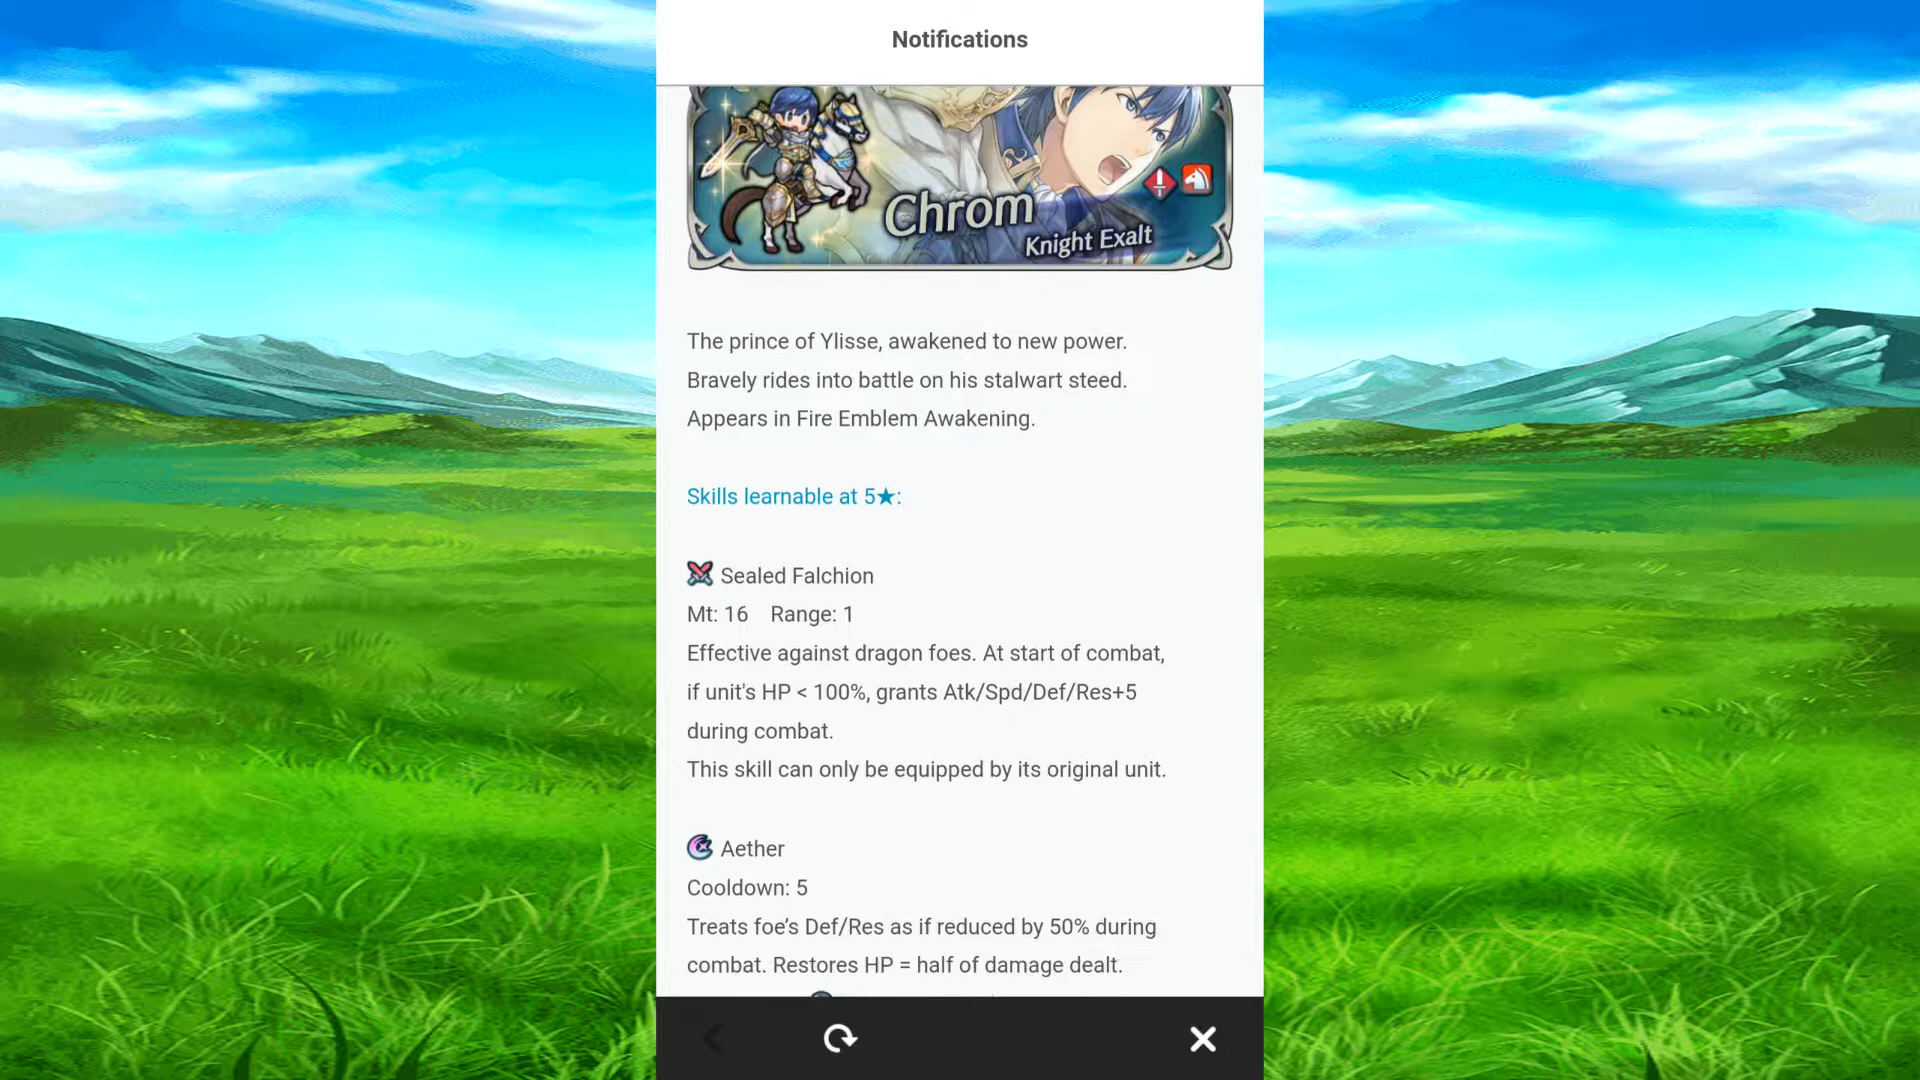 Notifications
Chrom
Knight Exalt
The prince of Ylisse, awakened to new power.
Bravely rides into battle on his stalwart steed.
Appears in Fire Emblem Awakening.
Skills learnable at 5★:
Sealed Falchion
Mt: 16 Range: 1
Effective against dragon foes. At start of combat,
if unit's HP < 100%, grants Atk/Spd/Def/Res+5
during combat.
This skill can only be equipped by its original unit.
Aether
Cooldown: 5
Treats foe’s Def/Res as if reduced by 50% during
combat. Restores HP = half of damage dealt.